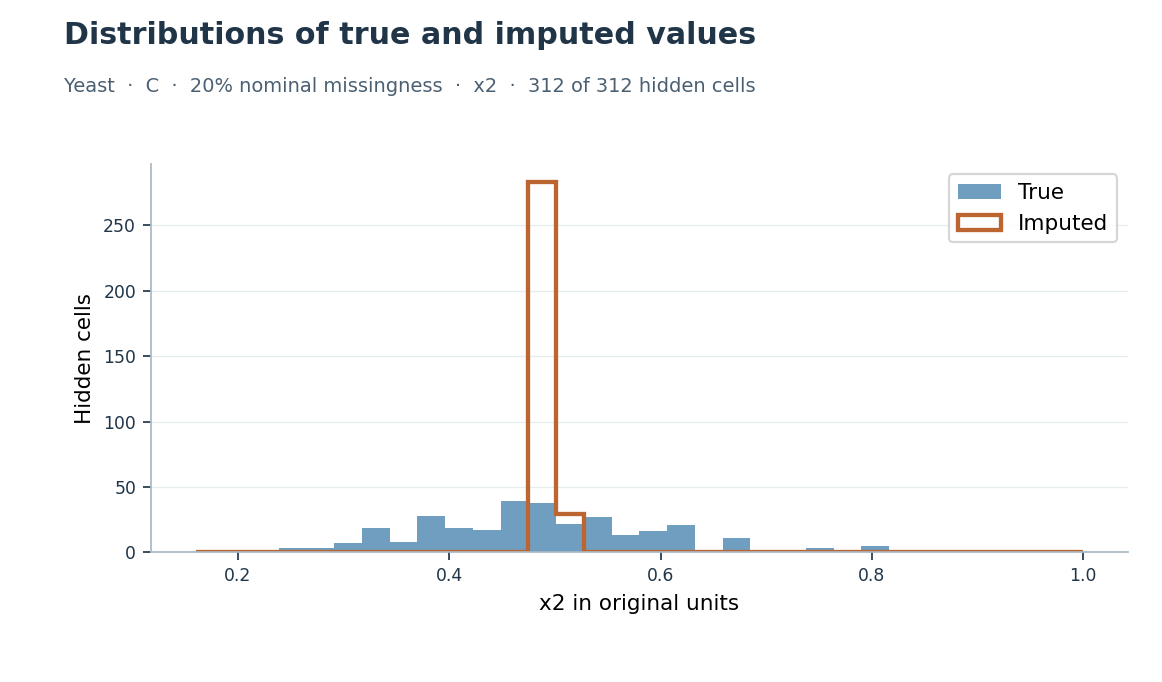 Distributions of true and imputed values
Yeast · C · 20% nominal missingness · x2 · 312 of 312 hidden cells
True
Imputed
Hidden cells
250
200
150
100
50
0
0.2
0.4
0.6
0.8
1.0
x2 in original units